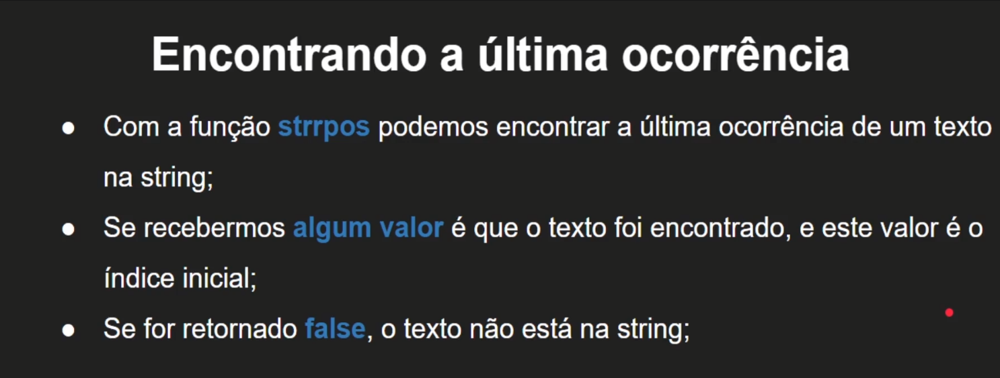 Encontrando a última ocorrência
● Com a função strrpos podemos encontrar a última ocorrência de um texto
na string;
● Se recebermos algum valor é que o texto foi encontrado, e este valor é o
índice inicial;
● Se for retornado false, o texto não está na string;